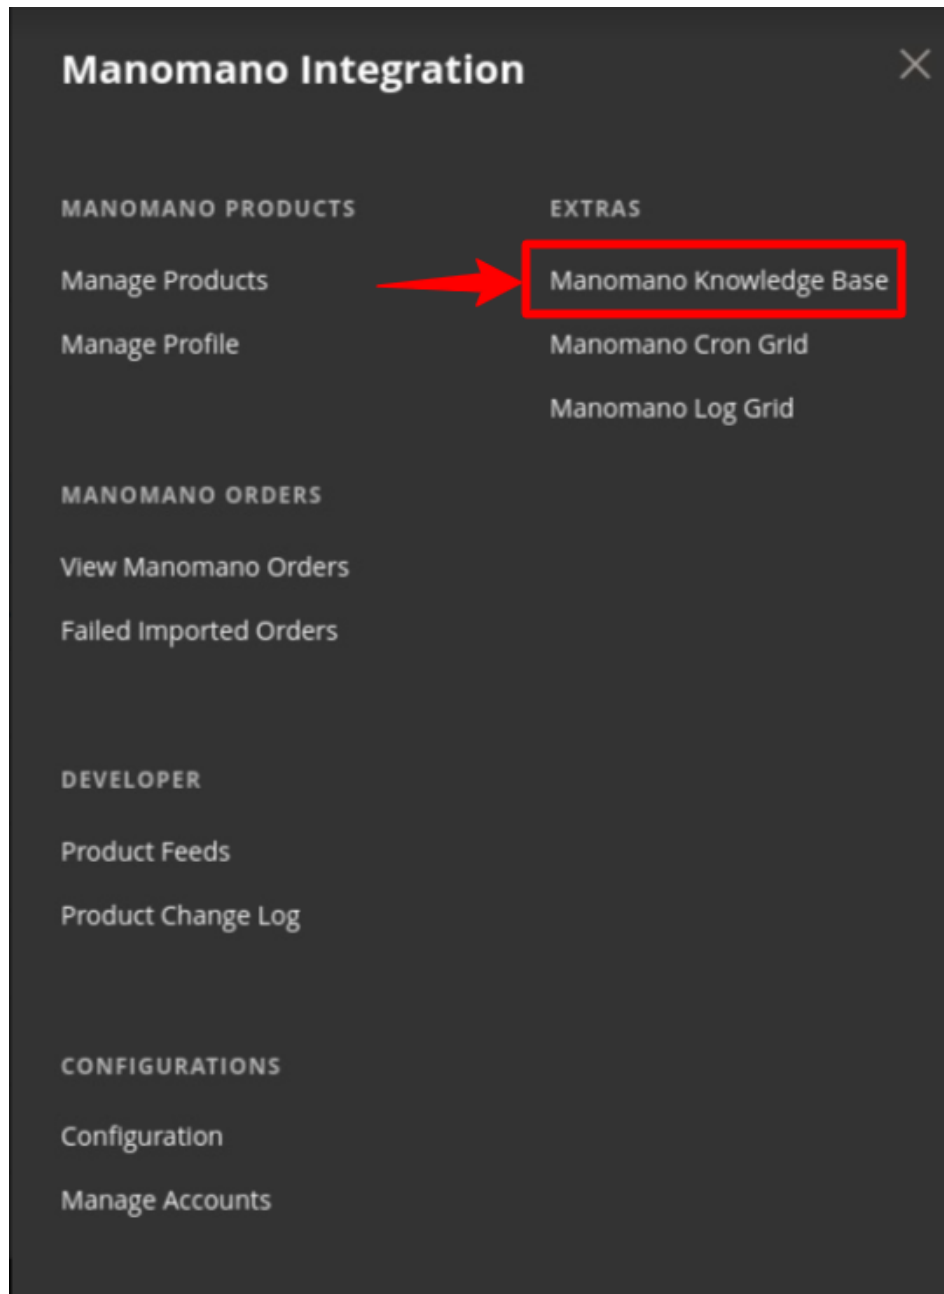 Manomano Integration
MANOMANO PRODUCTS
Manage Products
Manage Profile
MANOMANO ORDERS
View Manomano Orders
Failed Imported Orders
DEVELOPER
Product Feeds
Product Change Log
CONFIGURATIONS
Configuration
Manage Accounts
EXTRAS
Manomano Knowledge Base
Manomano Cron Grid
Manomano Log Grid